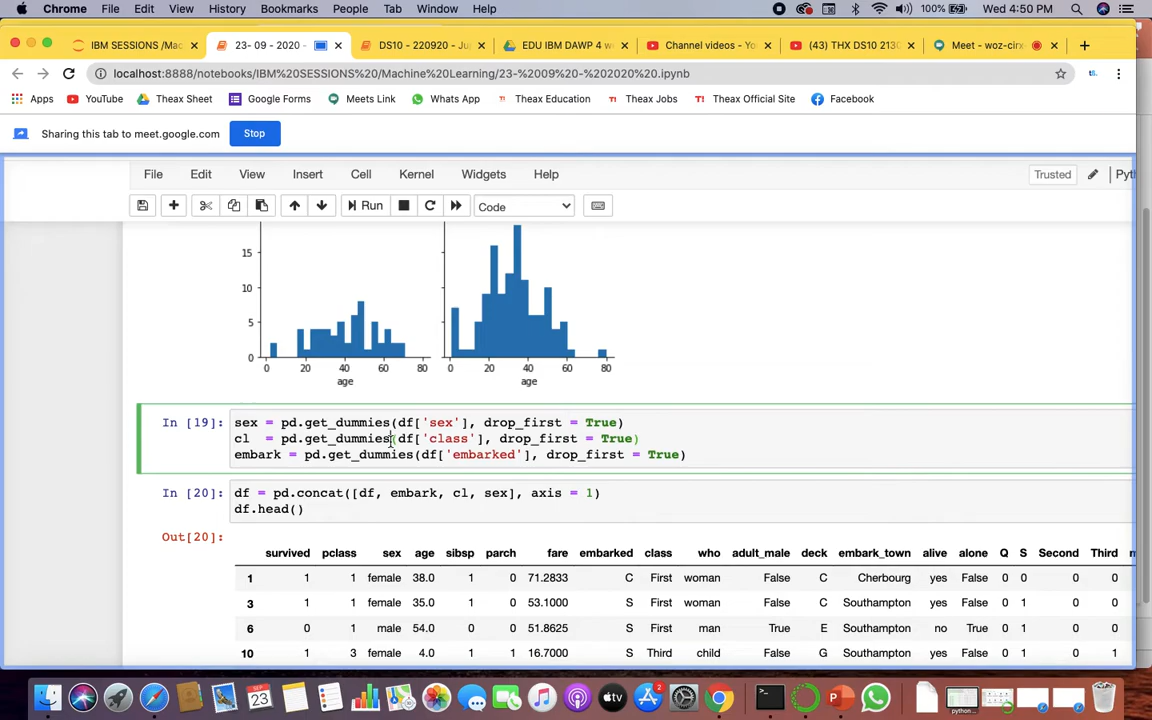 Chrome File Edit View History Bookmarks People Tab Window Help 100% Wed 4:50 PM
IBM SESSIONS /Mac 23- 09 - 2020 - DS10 - 220920 - Ju EDU IBM DAWP 4 w Channel videos - Yo (43) THX DS10 2130 Meet - woz-cirx
localhost:8888/notebooks/IBM%20SESSIONS%20/Machine%20Learning/23-%2009%20-%202020%20.ipynb
Apps YouTube Theax Sheet Google Forms Meets Link Whats App Theax Education Theax Jobs Theax Official Site Facebook
Sharing this tab to meet.google.com Stop
File Edit View Insert Cell Kernel Widgets Help Trusted Pyth
Run Code
15
10
5
0
0 20 40 60 80 0 20 40 60 80
age age
In [19]: sex = pd.get_dummies(df['sex'], drop_first = True)
cl = pd.get_dummies(df['class'], drop_first = True)
embark = pd.get_dummies(df['embarked'], drop_first = True)
In [20]: df = pd.concat([df, embark, cl, sex], axis = 1)
df.head()
Out[20]:
survived pclass sex age sibsp parch fare embarked class who adult_male deck embark_town alive alone Q S Second Third
1 1 1 female 38.0 1 0 71.2833 C First woman False C Cherbourg yes False 0 0 0 0
3 1 1 female 35.0 1 0 53.1000 S First woman False C Southampton yes False 0 1 0 0
6 0 1 male 54.0 0 0 51.8625 S First man True E Southampton no True 0 1 0 0
10 1 3 female 4.0 1 1 16.7000 S Third child False G Southampton yes False 0 1 0 1